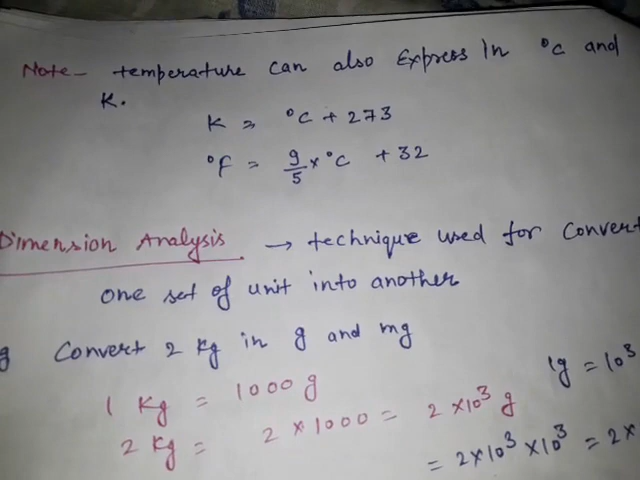 Note - temperature can also Express in °c and
K.
K = °C + 273
°F = 9/5 x °C + 32
Dimension Analysis. → technique used for Convert
one set of unit into another
g Convert 2 Kg in g and mg
1 Kg = 1000 g
1g = 10³
2 Kg = 2 x 1000 = 2 x10³ g
= 2x10³ x10³ = 2x